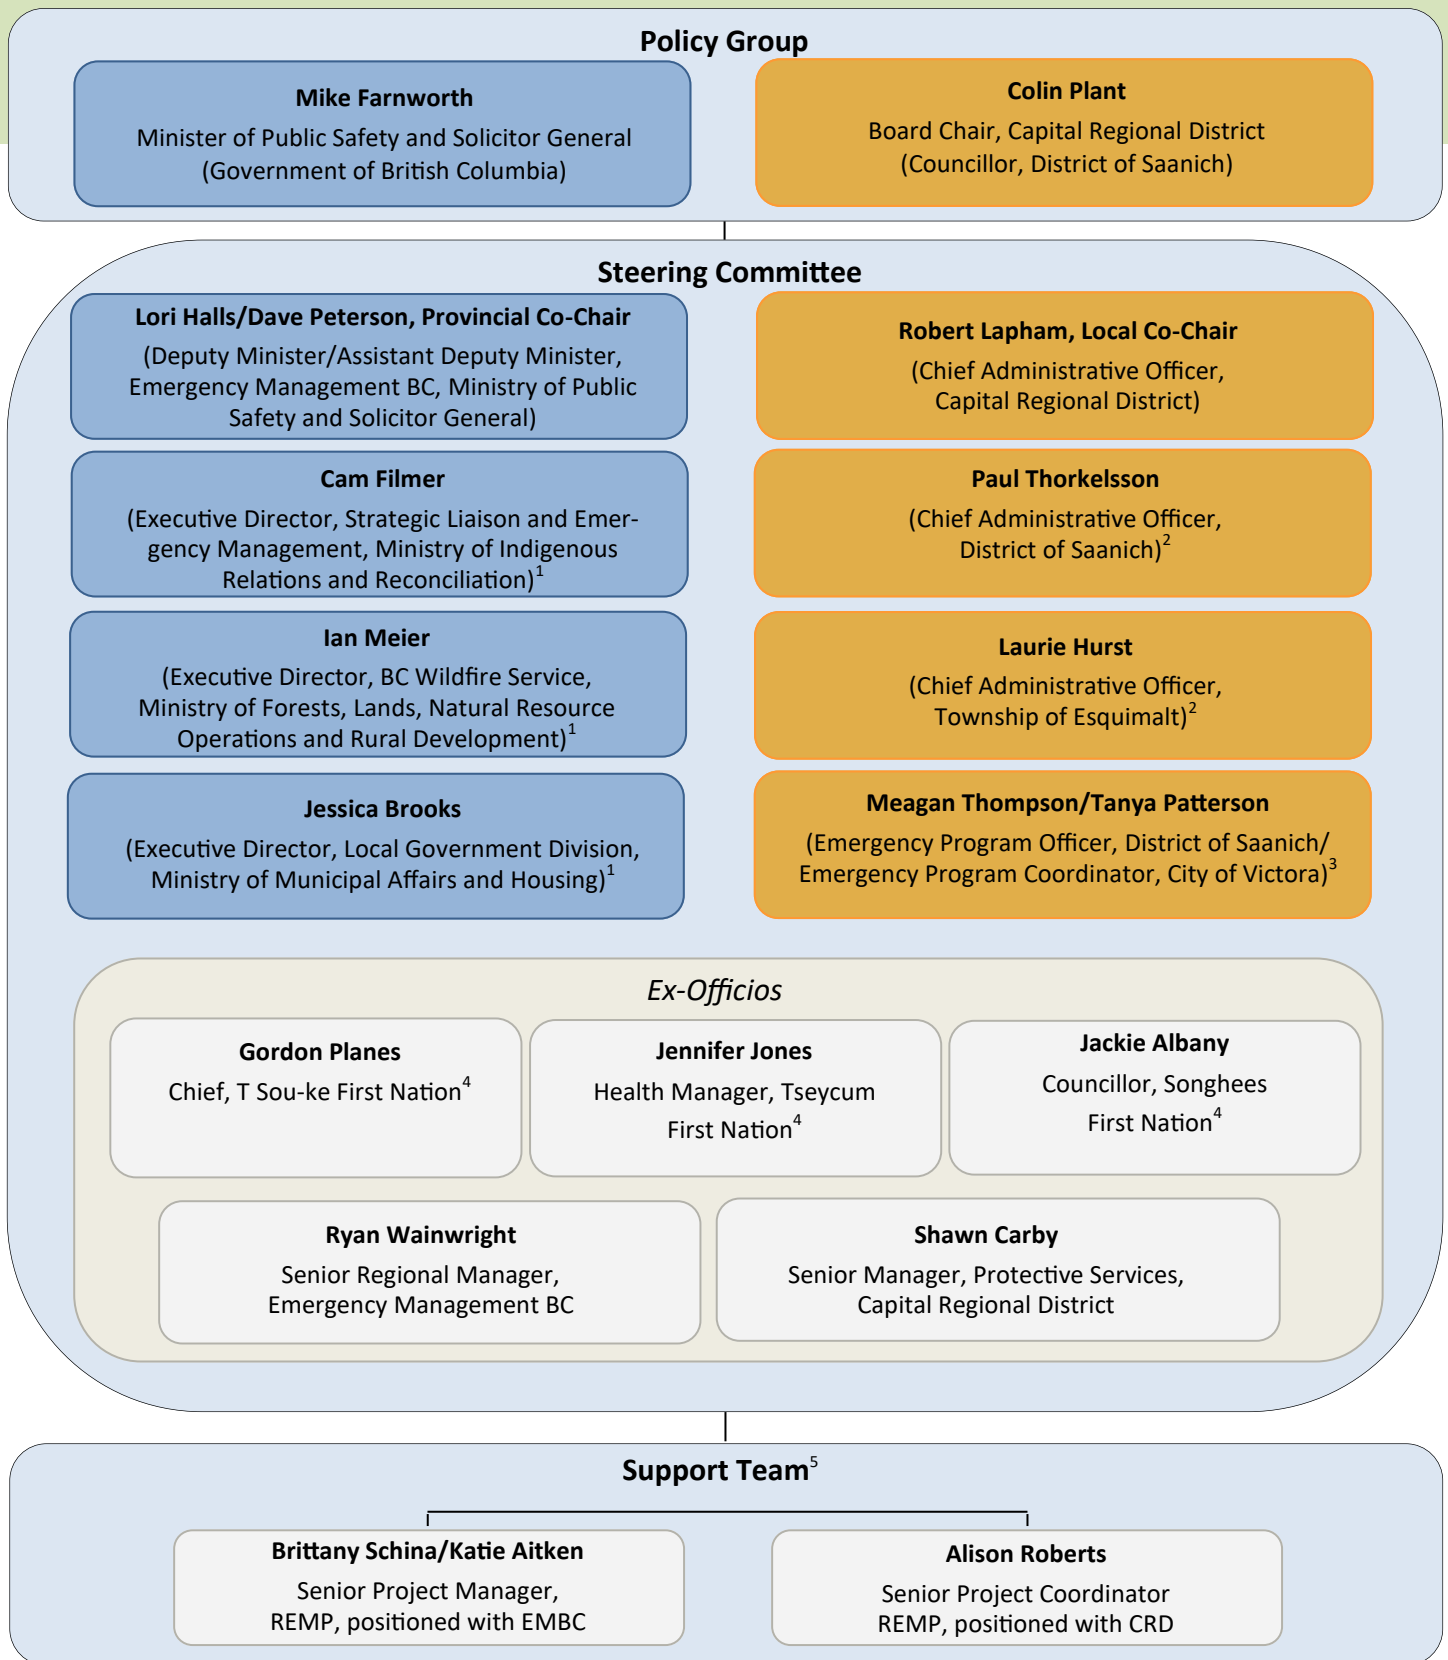 Policy Group
Mike Farnworth
Minister of Public Safety and Solicitor General
(Government of British Columbia)
Colin Plant
Board Chair, Capital Regional District
(Councillor, District of Saanich)
Steering Committee
Lori Halls/Dave Peterson, Provincial Co-Chair
(Deputy Minister/Assistant Deputy Minister,
Emergency Management BC, Ministry of Public
Safety and Solicitor General)
Robert Lapham, Local Co-Chair
(Chief Administrative Officer,
Capital Regional District)
Cam Filmer
(Executive Director, Strategic Liaison and Emer-
gency Management, Ministry of Indigenous
Relations and Reconciliation)1
Paul Thorkelsson
(Chief Administrative Officer,
District of Saanich)2
Ian Meier
(Executive Director, BC Wildfire Service,
Ministry of Forests, Lands, Natural Resource
Operations and Rural Development)1
Laurie Hurst
(Chief Administrative Officer,
Township of Esquimalt)2
Jessica Brooks
(Executive Director, Local Government Division,
Ministry of Municipal Affairs and Housing)1
Meagan Thompson/Tanya Patterson
(Emergency Program Officer, District of Saanich/
Emergency Program Coordinator, City of Victora)3
Ex-Officios
Gordon Planes
Chief, T Sou-ke First Nation4
Jennifer Jones
Health Manager, Tseycum
First Nation4
Jackie Albany
Councillor, Songhees
First Nation4
Ryan Wainwright
Senior Regional Manager,
Emergency Management BC
Shawn Carby
Senior Manager, Protective Services,
Capital Regional District
Support Team5
Brittany Schina/Katie Aitken
Senior Project Manager,
REMP, positioned with EMBC
Alison Roberts
Senior Project Coordinator
REMP, positioned with CRD